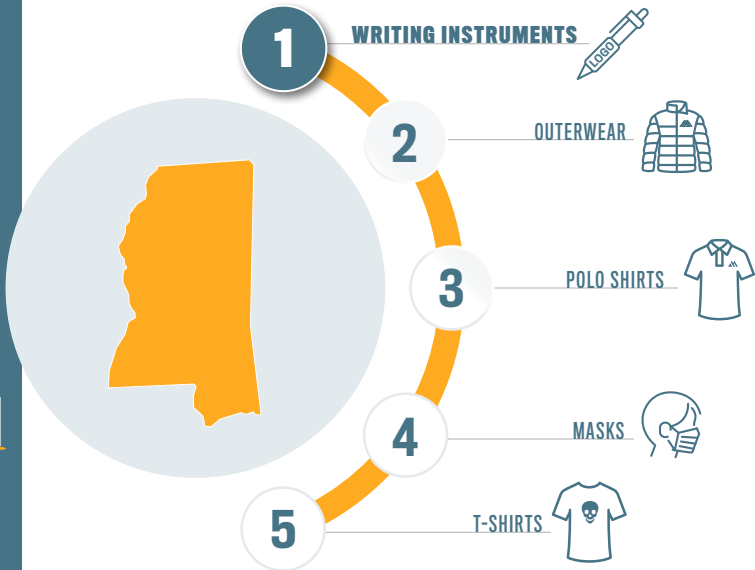 1 WRITING INSTRUMENTS
LOGO
2 OUTERWEAR
3 POLO SHIRTS
4 MASKS
5 T-SHIRTS